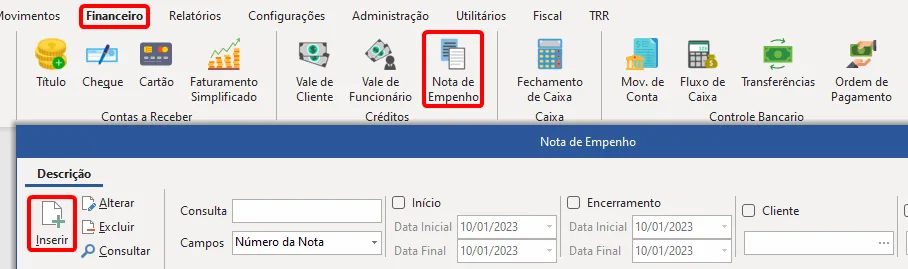 Movimentos Financeiro Relatórios Configurações Administração Utilitários Fiscal TRR
Título Cheque Cartão Faturamento Vale de Vale de Nota de Fechamento Mov. de Fluxo de Transferências Ordem de
Simplificado Cliente Funcionário Empenho de Caixa Conta Caixa Pagamento
Contas a Receber Créditos Caixa Controle Bancario
Nota de Empenho
Descrição
Inserir
Alterar
Excluir
Consultar
Consulta
Campos Número da Nota
Início
Data Inicial 10/01/2023
Data Final 10/01/2023
Encerramento
Data Inicial 10/01/2023
Data Final 10/01/2023
Cliente
...